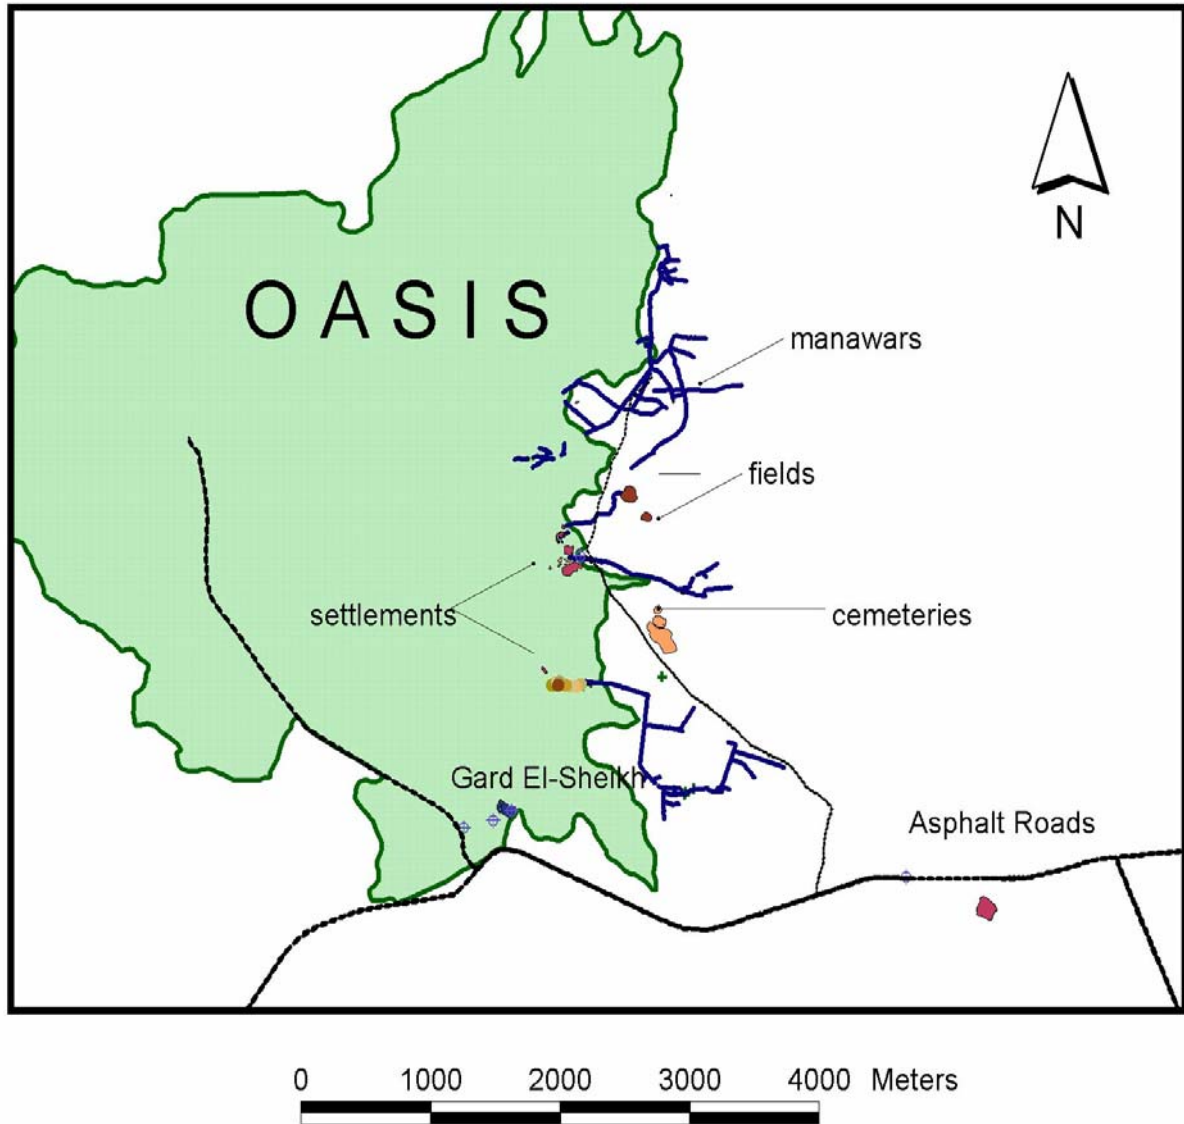 N
OASIS
manawars
fields
settlements
cemeteries
Gard El-Sheikh
Asphalt Roads
0 1000 2000 3000 4000 Meters